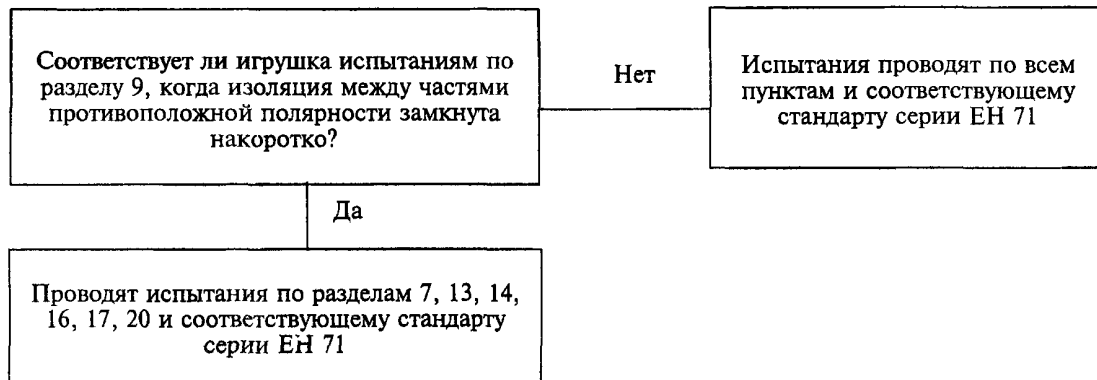 Соответствует ли игрушка испытаниям по
разделу 9, когда изоляция между частями
противоположной полярности замкнута
накоротко?
Нет
Испытания проводят по всем
пунктам и соответствующему
стандарту серии ЕН 71
Да
Проводят испытания по разделам 7, 13, 14,
16, 17, 20 и соответствующему стандарту
серии ЕН 71